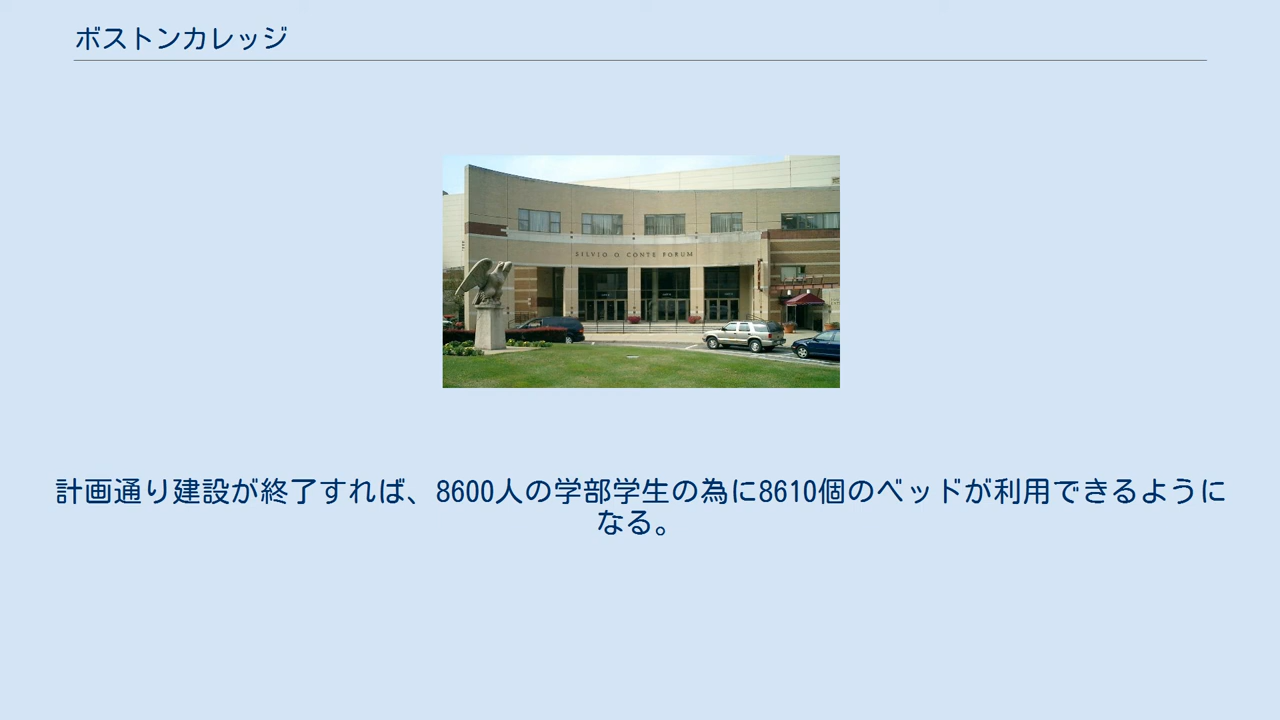 ボストンカレッジ
SILVIO O CONTE FORUM
計画通り建設が終了すれば、8600人の学部学生の為に8610個のベッドが利用できるように
なる。